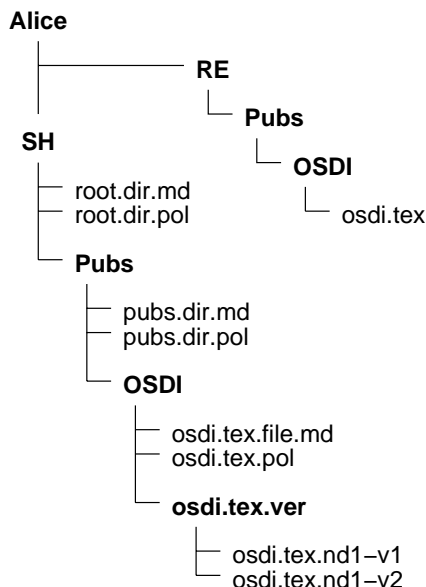 Alice
RE
Pubs
SH
OSDI
root.dir.md
root.dir.pol
osdi.tex
Pubs
pubs.dir.md
pubs.dir.pol
OSDI
osdi.tex.file.md
osdi.tex.pol
osdi.tex.ver
osdi.tex.nd1−v1
osdi.tex.nd1−v2